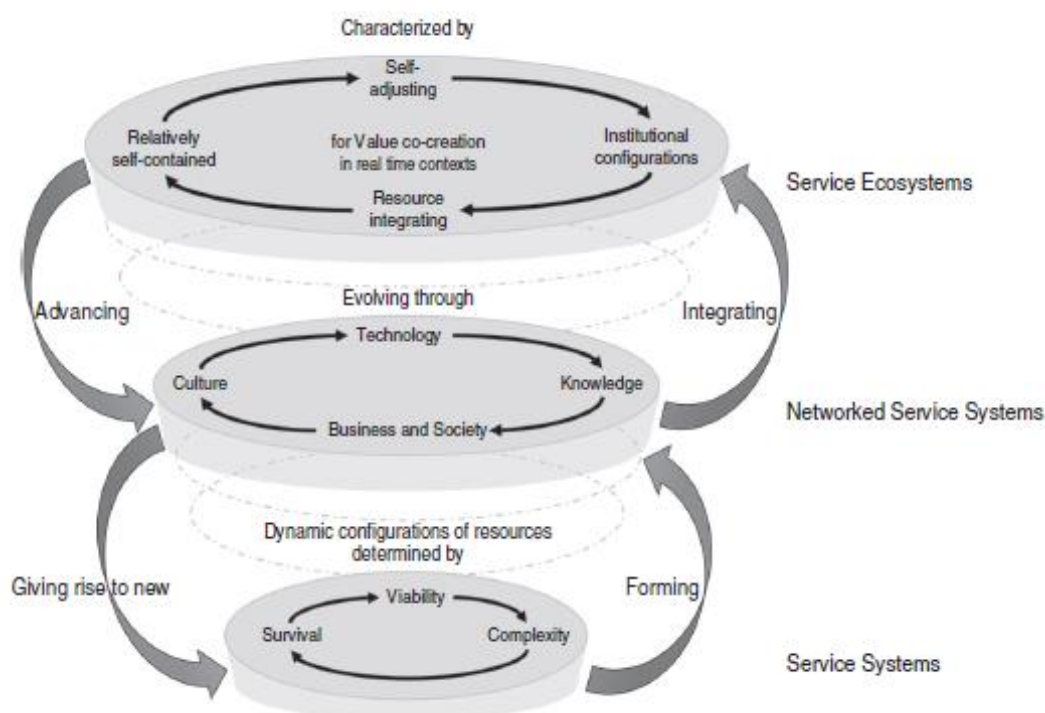 Characterized by
Self-
adjusting
Relatively
self-contained
for Value co-creation
in real time contexts
Institutional
configurations
Resource
integrating
Service Ecosystems
Advancing
Evolving through
Integrating
Technology
Culture
Knowledge
Business and Society
Networked Service Systems
Dynamic configurations of resources
determined by
Giving rise to new
Viability
Forming
Survival
Complexity
Service Systems